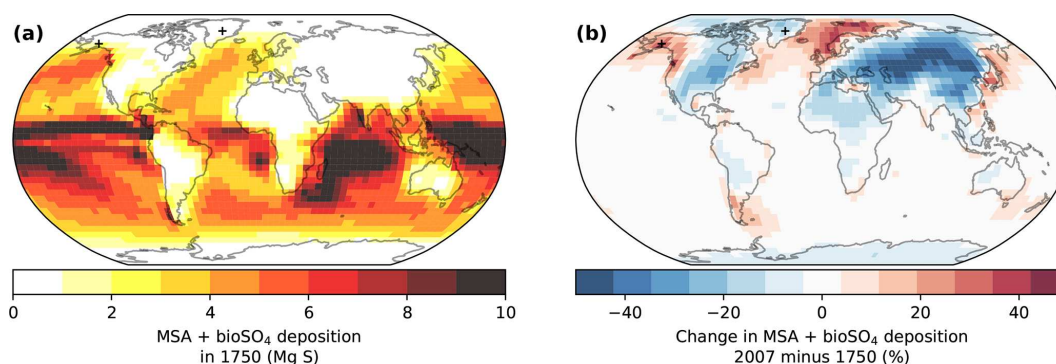 (a)
(b)
0 2 4 6 8 10
MSA + bioSO₄ deposition
in 1750 (Mg S)
−40 −20 0 20 40
Change in MSA + bioSO₄ deposition
2007 minus 1750 (%)